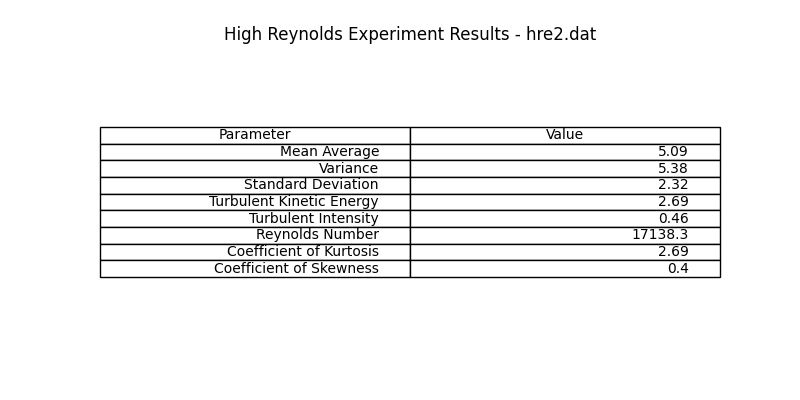 High Reynolds Experiment Results - hre2.dat
Parameter Value
Mean Average 5.09
Variance 5.38
Standard Deviation 2.32
Turbulent Kinetic Energy 2.69
Turbulent Intensity 0.46
Reynolds Number 17138.3
Coefficient of Kurtosis 2.69
Coefficient of Skewness 0.4